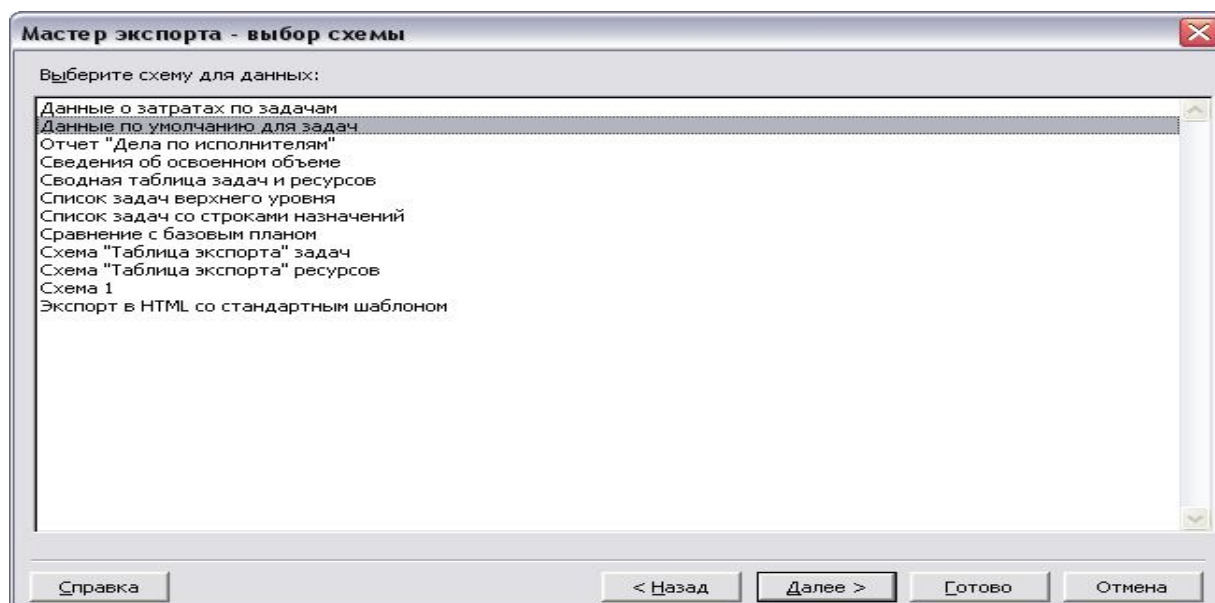 Мастер экспорта - выбор схемы
Выберите схему для данных:
Данные о затратах по задачам
Данные по умолчанию для задач
Отчет "Дела по исполнителям"
Сведения об освоенном объеме
Сводная таблица задач и ресурсов
Список задач верхнего уровня
Список задач со строками назначений
Сравнение с базовым планом
Схема "Таблица экспорта" задач
Схема "Таблица экспорта" ресурсов
Схема 1
Экспорт в HTML со стандартным шаблоном
Справка < Назад Далее > Готово Отмена